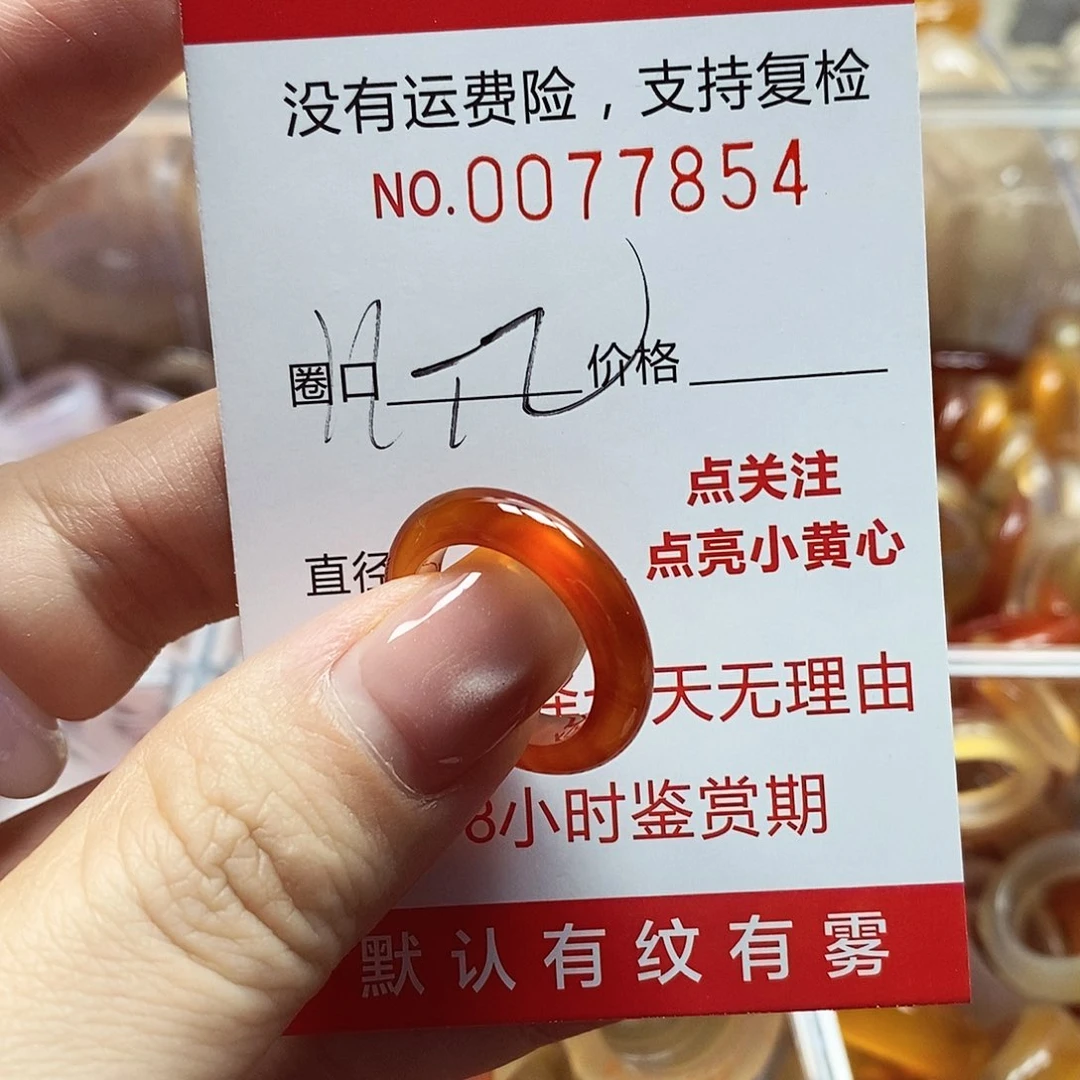 没有运费险，支持复检
NO.0077854
圈口 价格
点关注
点亮小黄心
直径
天无理由
8小时鉴赏期
默认有纹有雾